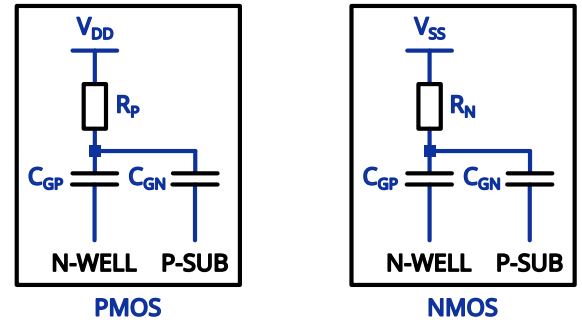 VDD
RP
CGP CGN
N-WELL P-SUB
PMOS
VSS
RN
CGP CGN
N-WELL P-SUB
NMOS